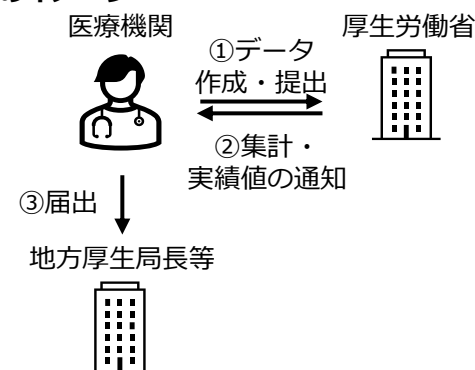 医療機関
厚生労働省
①データ
作成・提出
②集計・
実績値の通知
③届出
地方厚生局長等